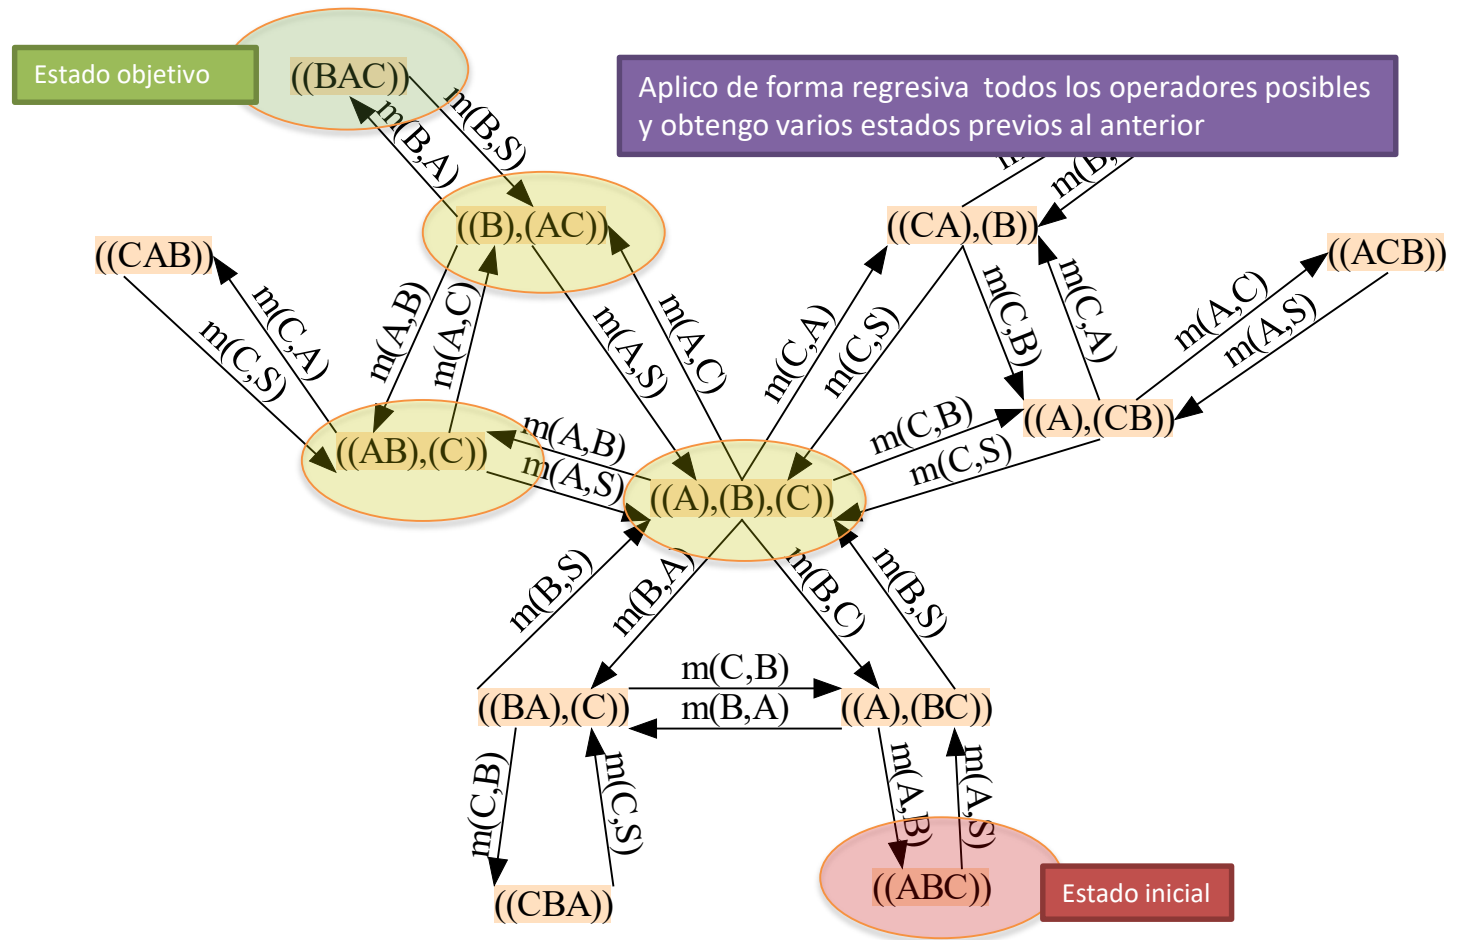 Estado objetivo
((BAC))
Aplico de forma regresiva todos los operadores posibles
y obtengo varios estados previos al anterior
m(B,A)
m(B,S)
((B),(AC))
((CA),(B))
((CAB))
((ACB))
m(C,S)
m(C,A)
m(A,B)
m(A,C)
m(A,S)
m(A,C)
m(C,A)
m(C,S)
m(C,B)
m(C,A)
m(A,C)
m(A,S)
((AB),(C))
m(A,B)
m(A,S)
((A),(B),(C))
m(C,B)
m(C,S)
((A),(CB))
m(B,S)
m(B,A)
m(B,C)
m(B,S)
((BA),(C))
m(C,B)
m(B,A)
((A),(BC))
m(C,B)
m(C,S)
m(A,B)
m(A,S)
((CBA))
((ABC))
Estado inicial